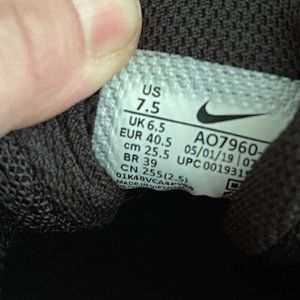 US
7.5
UK 6.5
EUR 40.5
cm 25.5
BR 39
CN 255(2.5)
AO7960-
05/01/19
UPC 0019319